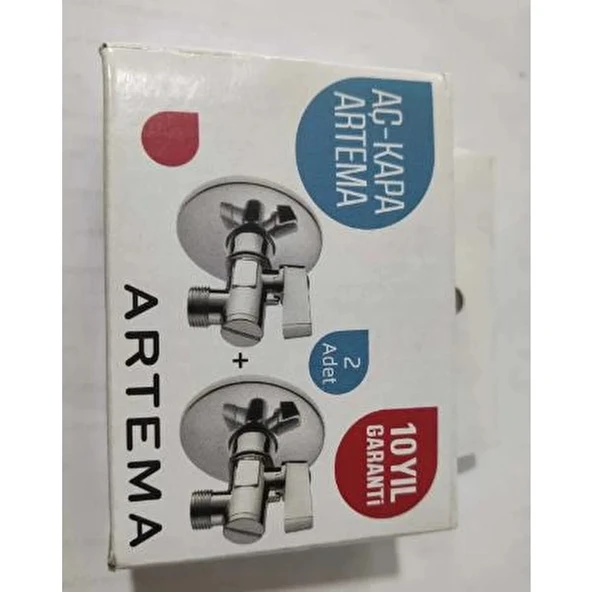 AÇ-KAPA
ARTEMA
2
Adet
+
10 YIL
GARANTİ
ARTEMA